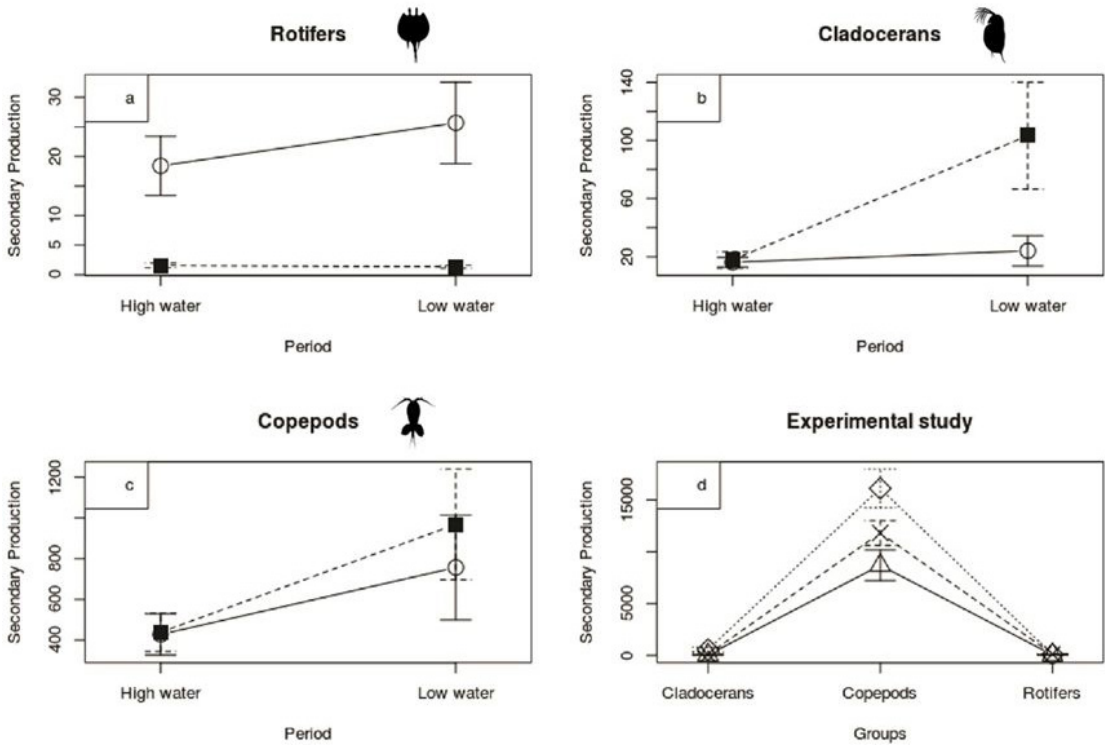 Rotifers
a
Secondary Production
30
20
10
5
0
High water
Low water
Period
Cladocerans
b
Secondary Production
140
100
60
20
High water
Low water
Period
Copepods
c
Secondary Production
1200
800
600
400
High water
Low water
Period
Experimental study
d
Secondary Production
15000
5000
0
Cladocerans
Copepods
Rotifers
Groups